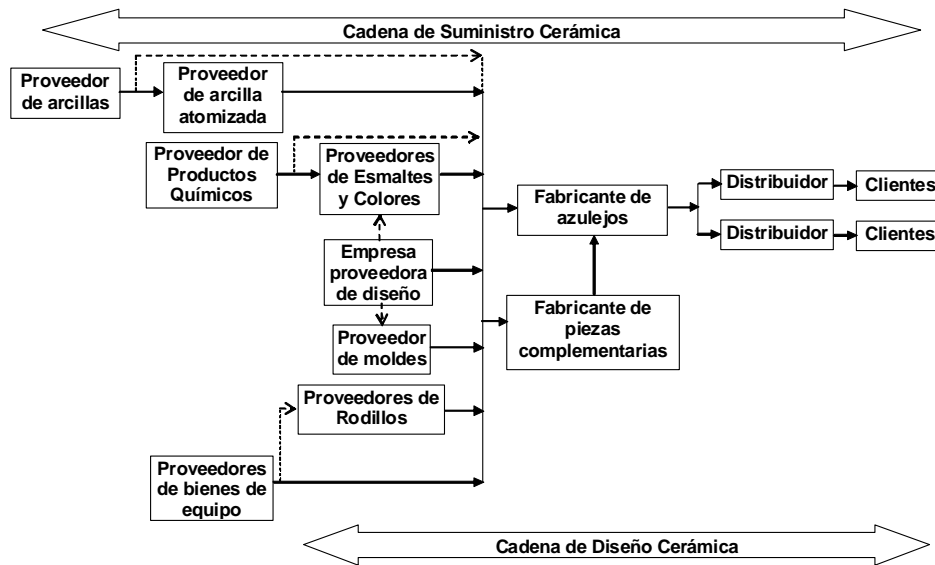 Cadena de Suministro Cerámica
Proveedor
de arcillas
Proveedor
de arcilla
atomizada
Proveedor de
Productos
Químicos
Proveedores
de Esmaltes
y Colores
Empresa
proveedora
de diseño
Proveedor
de moldes
Proveedores de
Rodillos
Proveedores
de bienes de
equipo
Fabricante de
azulejos
Fabricante de
piezas
complementarias
Distribuidor
Clientes
Distribuidor
Clientes
Cadena de Diseño Cerámica